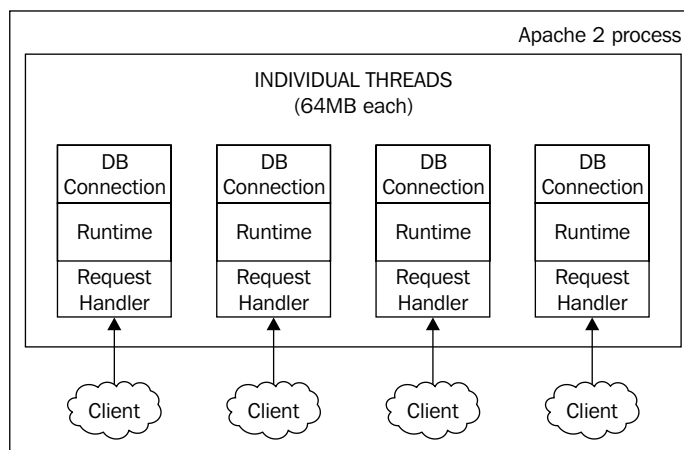 Apache 2 process
INDIVIDUAL THREADS
(64MB each)
DB
Connection
Runtime
Request
Handler
DB
Connection
Runtime
Request
Handler
DB
Connection
Runtime
Request
Handler
DB
Connection
Runtime
Request
Handler
Client
Client
Client
Client